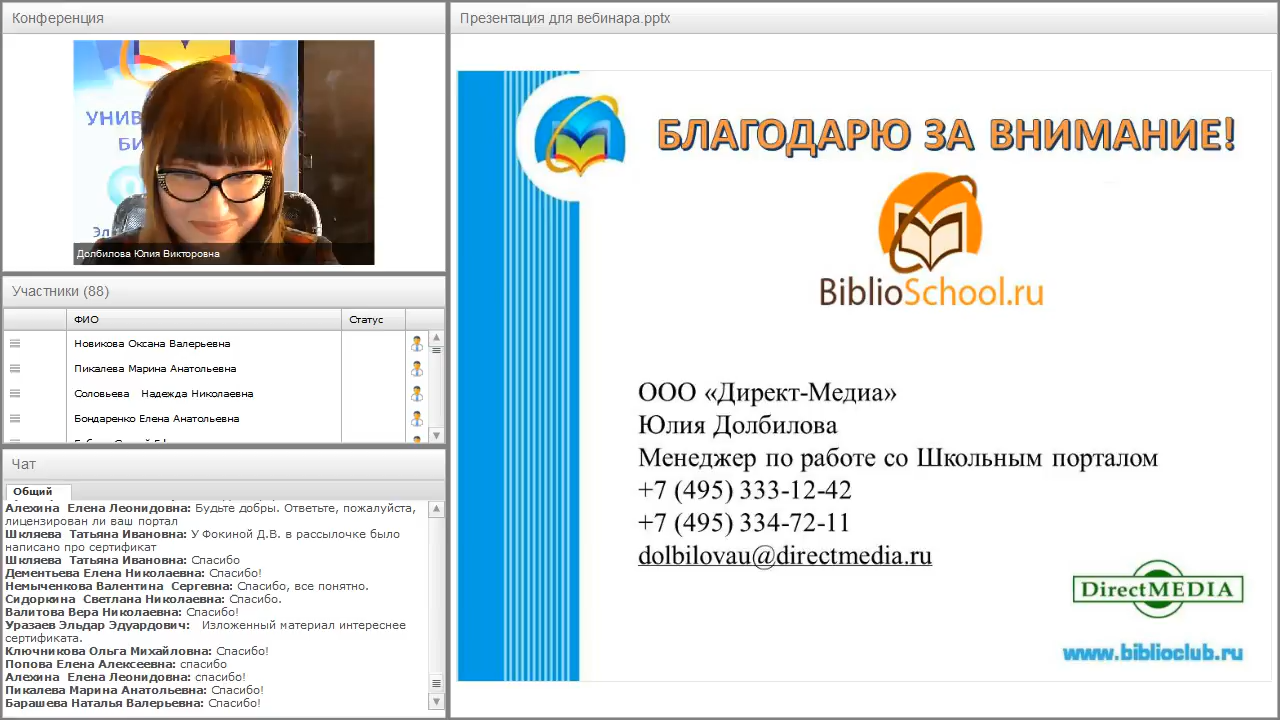 Конференция
УНИВ
БИ
Эл
Долбилова Юлия Викторовна
Участники (88)
ФИО
Статус
Новикова Оксана Валерьевна
Пикалева Марина Анатольевна
Соловьева Надежда Николаевна
Бондаренко Елена Анатольевна
Чат
Общий
Алехина Елена Леонидовна: Будьте добры. Ответьте, пожалуйста,
лицензирован ли ваш портал
Шкляева Татьяна Ивановна: У Фокиной Д.В. в рассылочке было
написано про сертификат
Шкляева Татьяна Ивановна: Спасибо
Дементьева Елена Николаевна: Спасибо!
Немыченкова Валентина Сергевна: Спасибо, все понятно.
Сидоркина Светлана Николаевна: Спасибо.
Валитова Вера Николаевна: Спасибо!
Уразаев Эльдар Эдуардович: Изложенный материал интереснее
сертификата.
Ключникова Ольга Михайловна: Спасибо!
Попова Елена Алексеевна: спасибо
Алехина Елена Леонидовна: спасибо!
Пикалева Марина Анатольевна: Спасибо!
Барашева Наталья Валерьевна: Спасибо!
Презентация для вебинара.pptx
БЛАГОДАРЮ ЗА ВНИМАНИЕ!
BiblioSchool.ru
ООО «Директ-Медиа»
Юлия Долбилова
Менеджер по работе со Школьным порталом
+7 (495) 333-12-42
+7 (495) 334-72-11
dolbilovau@directmedia.ru
DirectMEDIA
www.biblioclub.ru